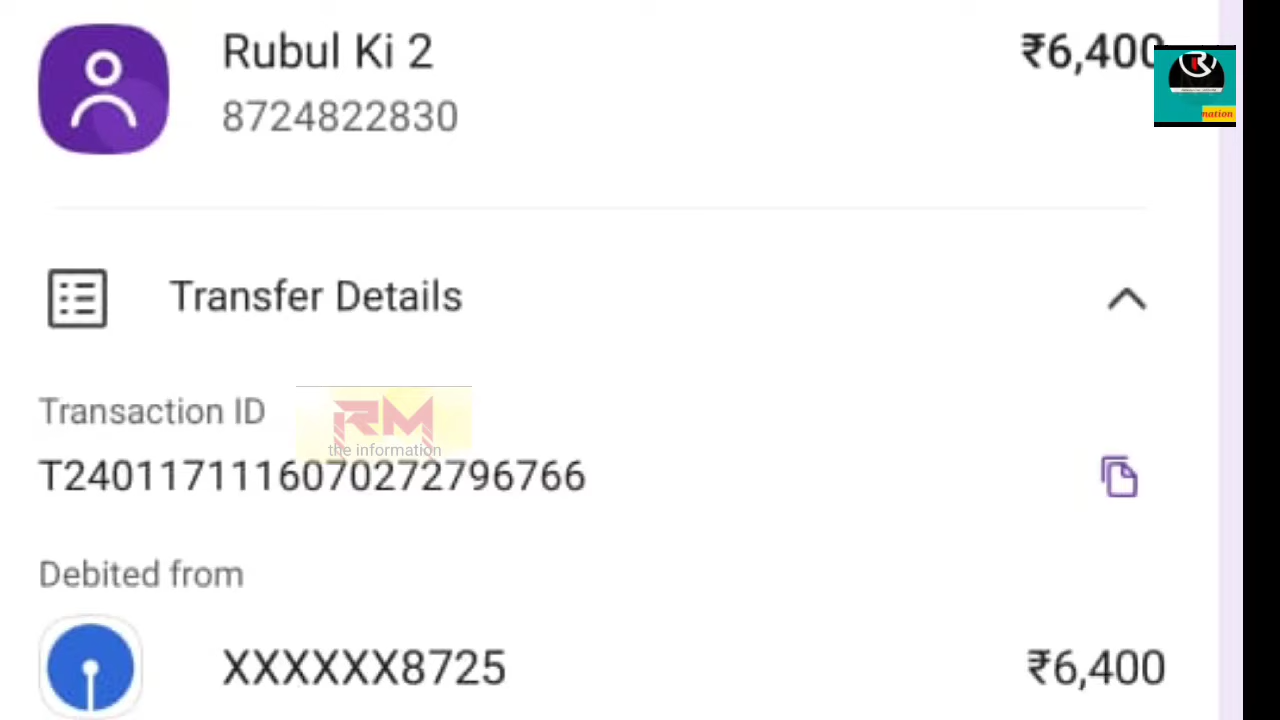 Rubul Ki 2
₹6,400
8724822830
nation
Transfer Details
Transaction ID
RM
the information
T2401171116070272796766
Debited from
XXXXXX8725
₹6,400